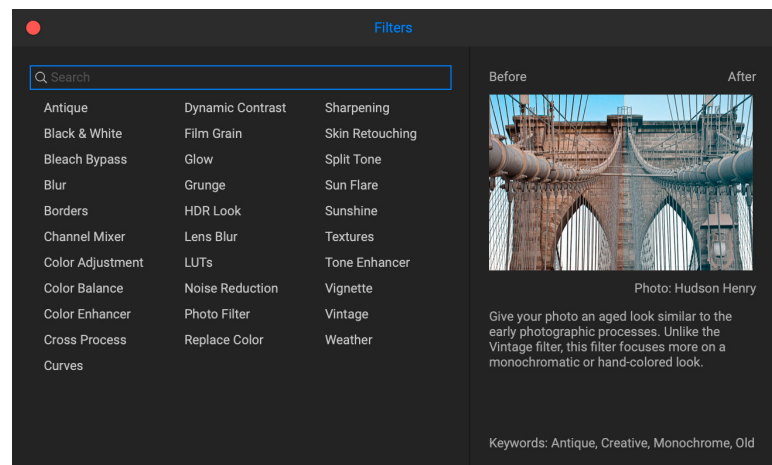 Filters
Search
Antique
Black & White
Bleach Bypass
Blur
Borders
Channel Mixer
Color Adjustment
Color Balance
Color Enhancer
Cross Process
Curves
Dynamic Contrast
Film Grain
Glow
Grunge
HDR Look
Lens Blur
LUTs
Noise Reduction
Photo Filter
Replace Color
Sharpening
Skin Retouching
Split Tone
Sun Flare
Sunshine
Textures
Tone Enhancer
Vignette
Vintage
Weather
Before
After
Photo: Hudson Henry
Give your photo an aged look similar to the
early photographic processes. Unlike the
Vintage filter, this filter focuses more on a
monochromatic or hand-colored look.
Keywords: Antique, Creative, Monochrome, Old